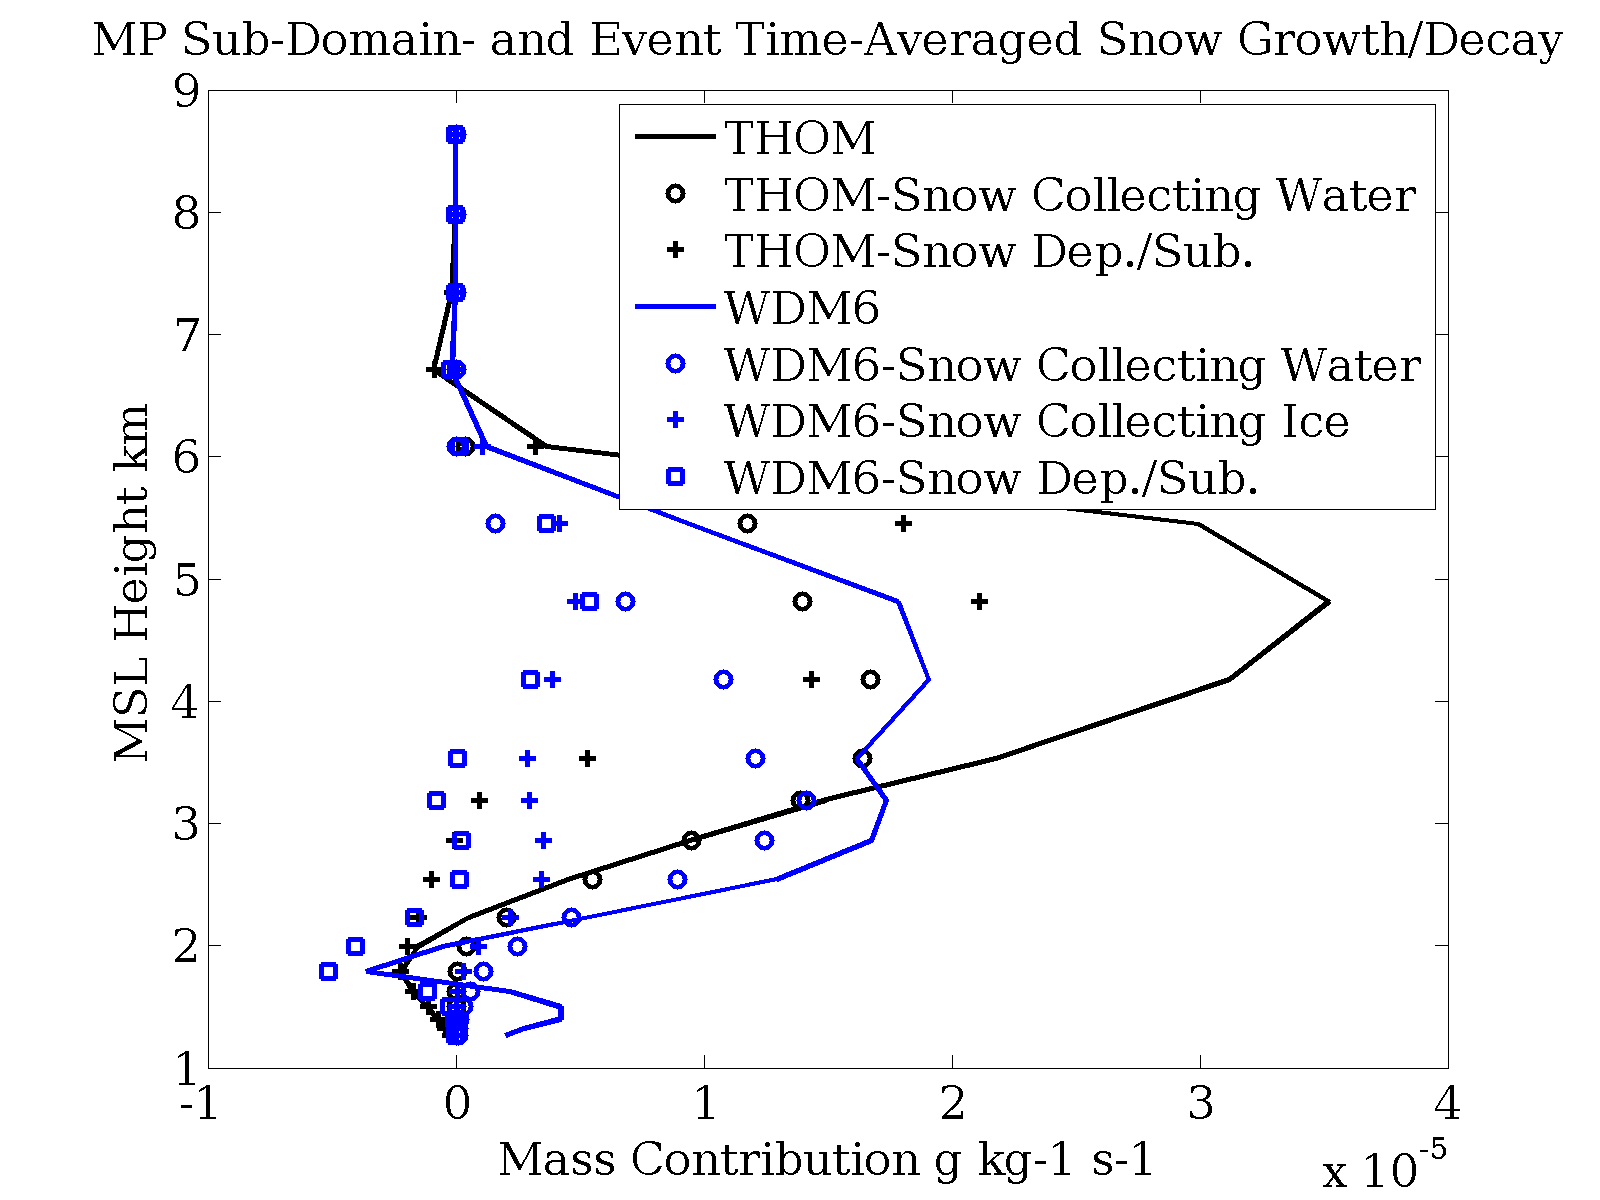 MP Sub-Domain- and Event Time-Averaged Snow Growth/Decay
9
8
7
6
5
4
3
2
1
MSL Height km
THOM
THOM-Snow Collecting Water
THOM-Snow Dep./Sub.
WDM6
WDM6-Snow Collecting Water
WDM6-Snow Collecting Ice
WDM6-Snow Dep./Sub.
-1 0 1 2 3 4
Mass Contribution g kg-1 s-1
x 10-5